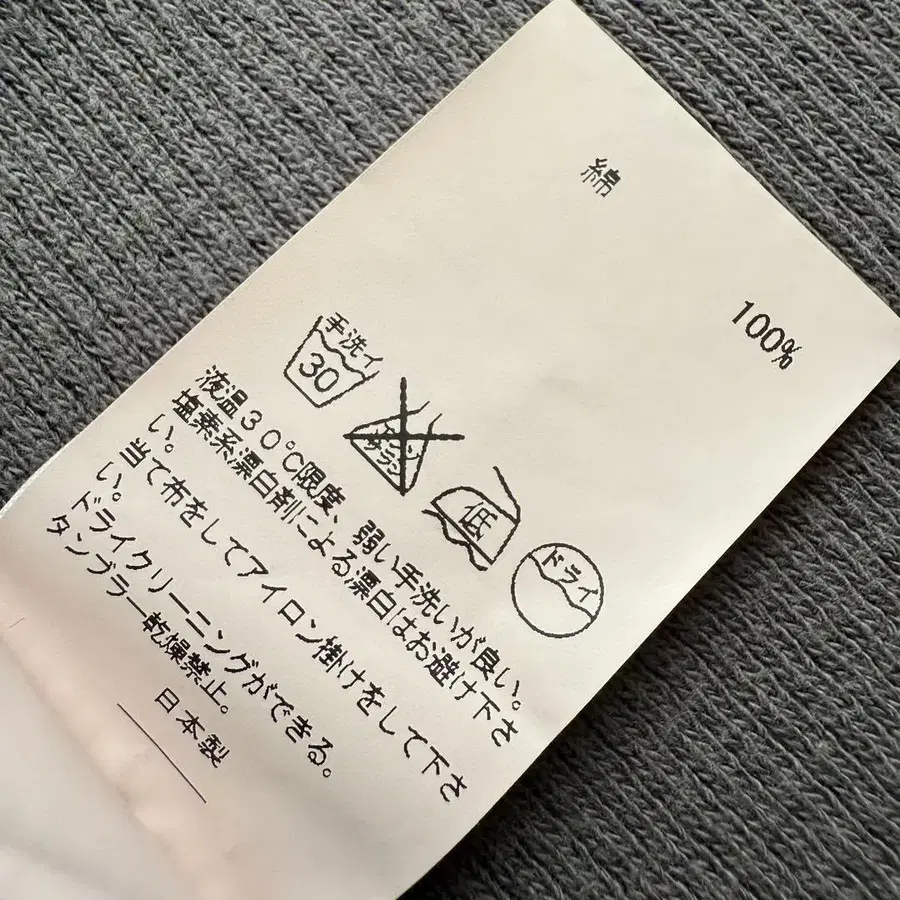 綿
100%
手洗イ
30
エンソ
サラシ
低
ドライ
液温30℃限度、弱い手洗いが良い。
塩素系漂白剤による漂白はお避け下さ
い。
当て布をしてアイロン掛けをして下さ
い。
ドライクリーニングができる。
タンブラー乾燥禁止。
日本製